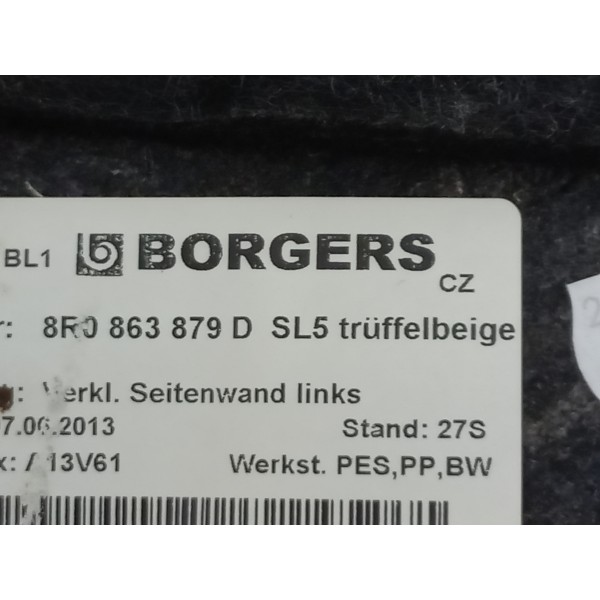 BL1 BORGERS CZ
r: 8R0 863 879 D SL5 trüffelbeige
g: Verkl. Seitenwand links
7.06.2013 Stand: 27S
x: A13V61 Werkst. PES,PP,BW